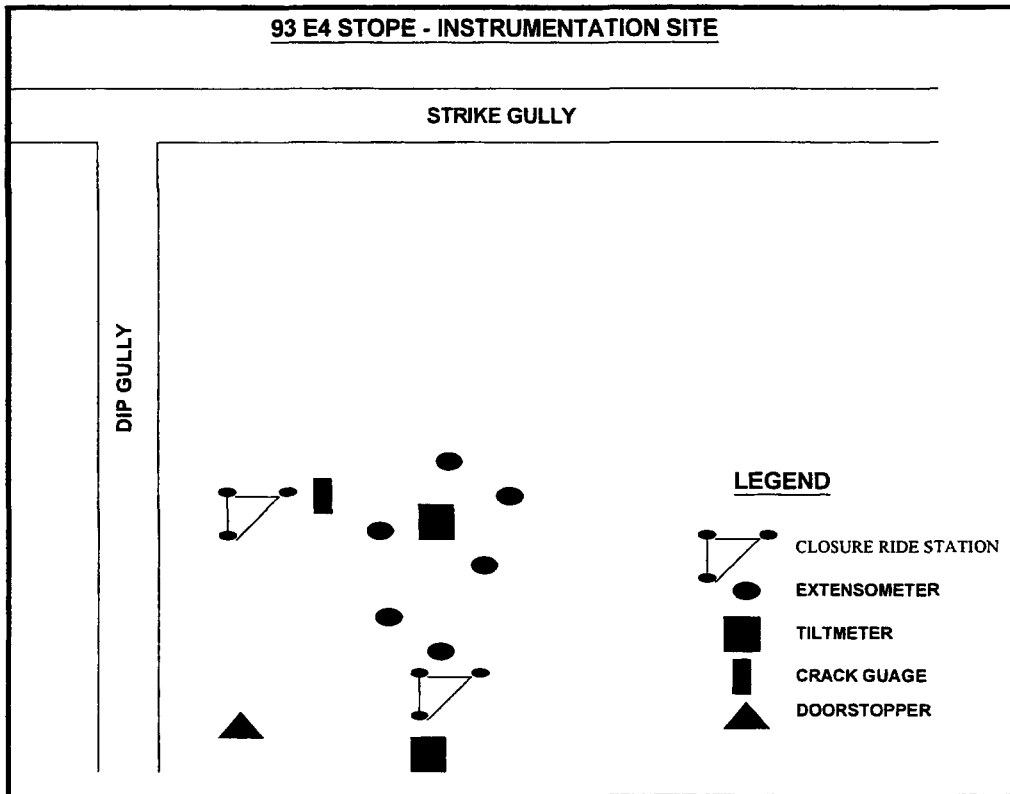 93 E4 STOPE - INSTRUMENTATION SITE
STRIKE GULLY
DIP GULLY
LEGEND
CLOSURE RIDE STATION
EXTENSOMETER
TILTMETER
CRACK GUAGE
DOORSTOPPER